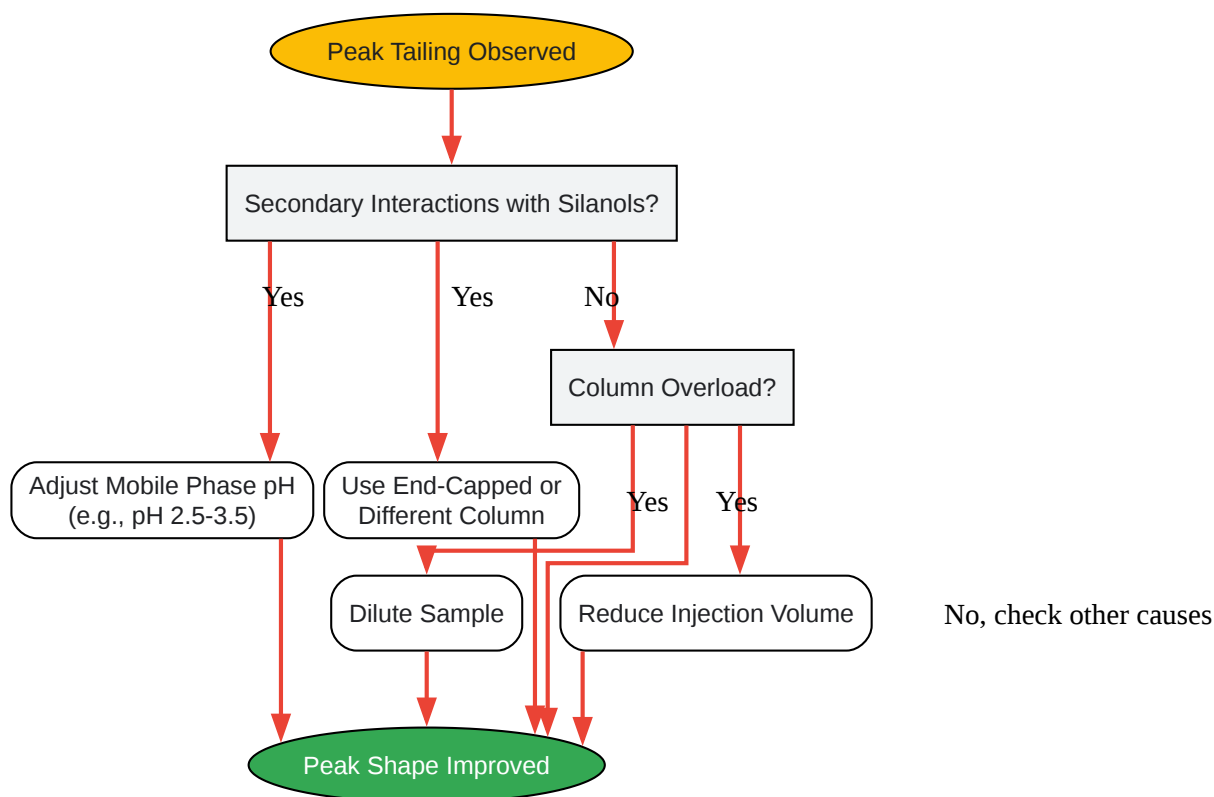 Peak Tailing Observed
Secondary Interactions with Silanols?
Yes
Yes
No
Column Overload?
Adjust Mobile Phase pH
(e.g., pH 2.5-3.5)
Use End-Capped or
Different Column
Yes
Yes
Dilute Sample
Reduce Injection Volume
No, check other causes
Peak Shape Improved